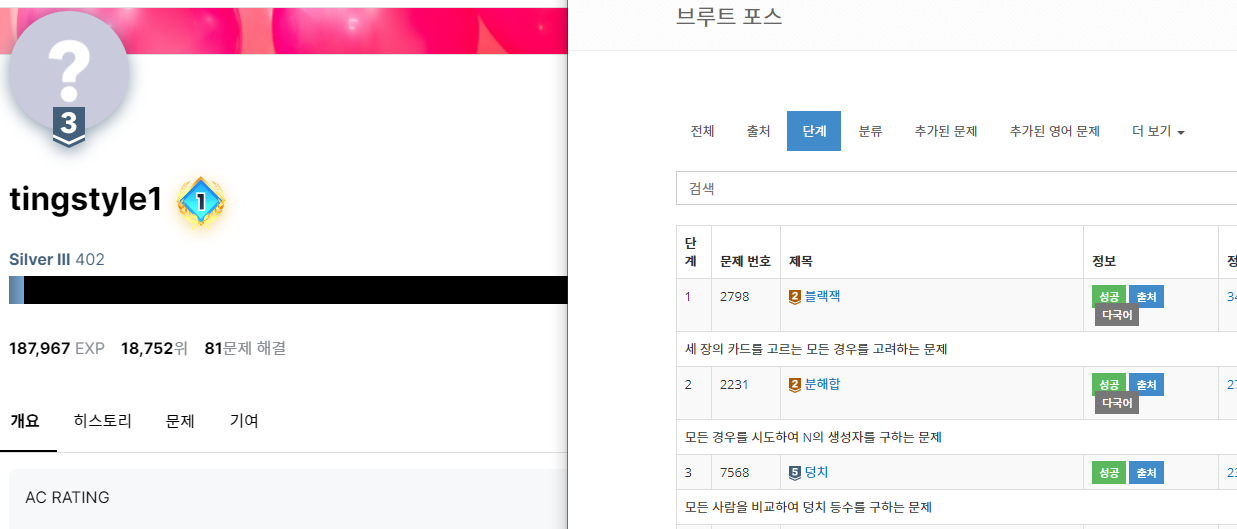 ?
3
tingstyle1
1
Silver III 402
187,967 EXP 18,752위 81문제 해결
개요 히스토리 문제 기여
AC RATING
브루트 포스
전체 출처 단계 분류 추가된 문제 추가된 영어 문제 더 보기
검색
단계 문제 번호 제목 정보
1 2798 2 블랙잭 성공 출처 다국어 34
세 장의 카드를 고르는 모든 경우를 고려하는 문제
2 2231 2 분해합 성공 출처 다국어 27
모든 경우를 시도하여 N의 생성자를 구하는 문제
3 7568 5 덩치 성공 출처 23
모든 사람을 비교하여 덩치 등수를 구하는 문제